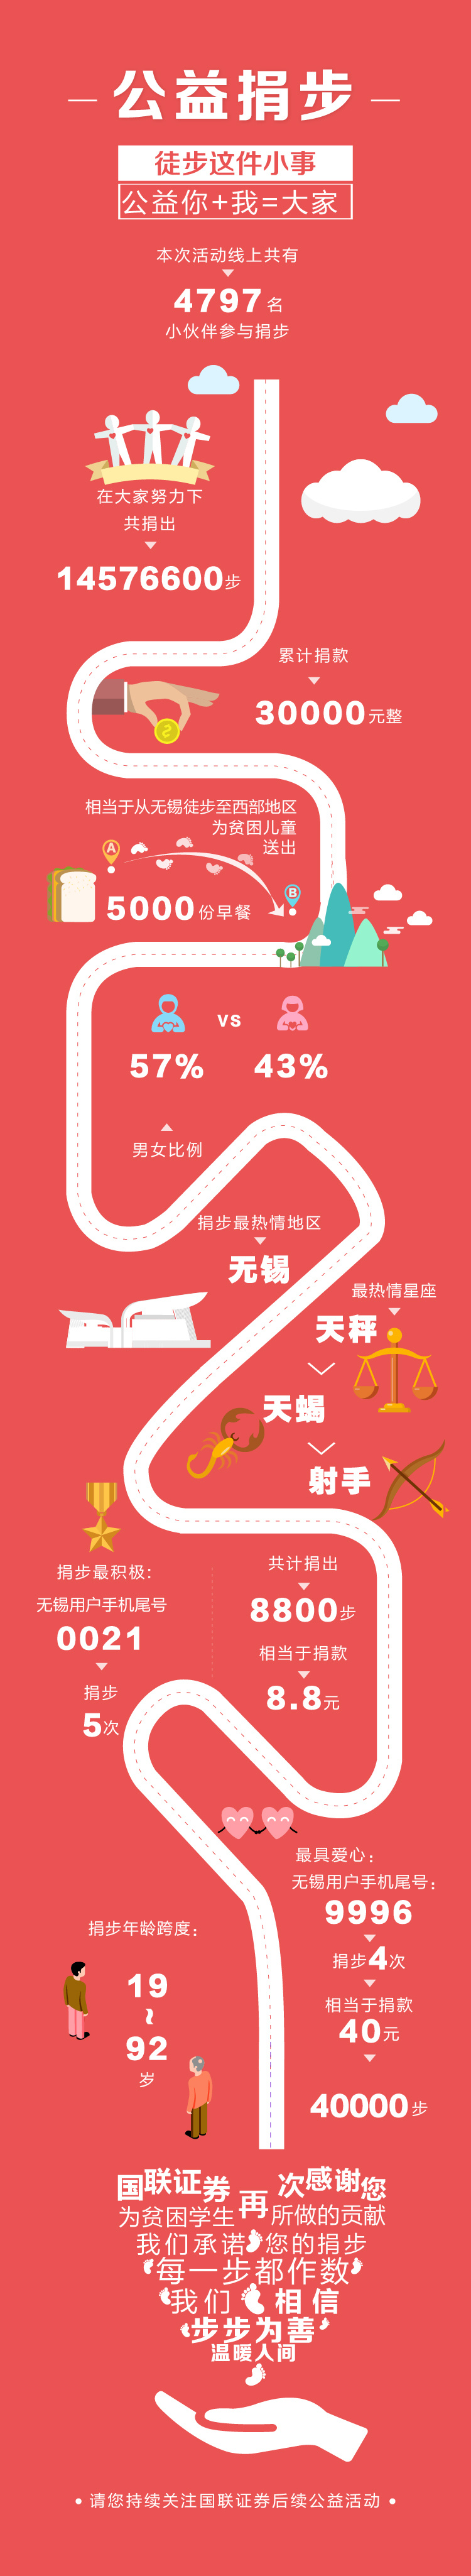 公益捐步
徒步这件小事
公益你+我=大家
本次活动线上共有
4797名
小伙伴参与捐步
在大家努力下
共捐出
14576600步
累计捐款
30000元整
相当于从无锡徒步至西部地区
为贫困儿童
送出
A
B
5000份早餐
VS
57%
43%
男女比例
捐步最热情地区
无锡
最热情星座
天秤
天蝎
射手
捐步最积极:
无锡用户手机尾号
0021
捐步
5次
共计捐出
8800步
相当于捐款
8.8元
最具爱心:
无锡用户手机尾号:
9996
捐步4次
相当于捐款
40元
40000步
捐步年龄跨度:
19
~
92
岁
国联证券再次感谢您
为贫困学生所做的贡献
我们承诺您的捐步
每一步都作数
我们相信
步步为善
温暖人间
• 请您持续关注国联证券后续公益活动 •